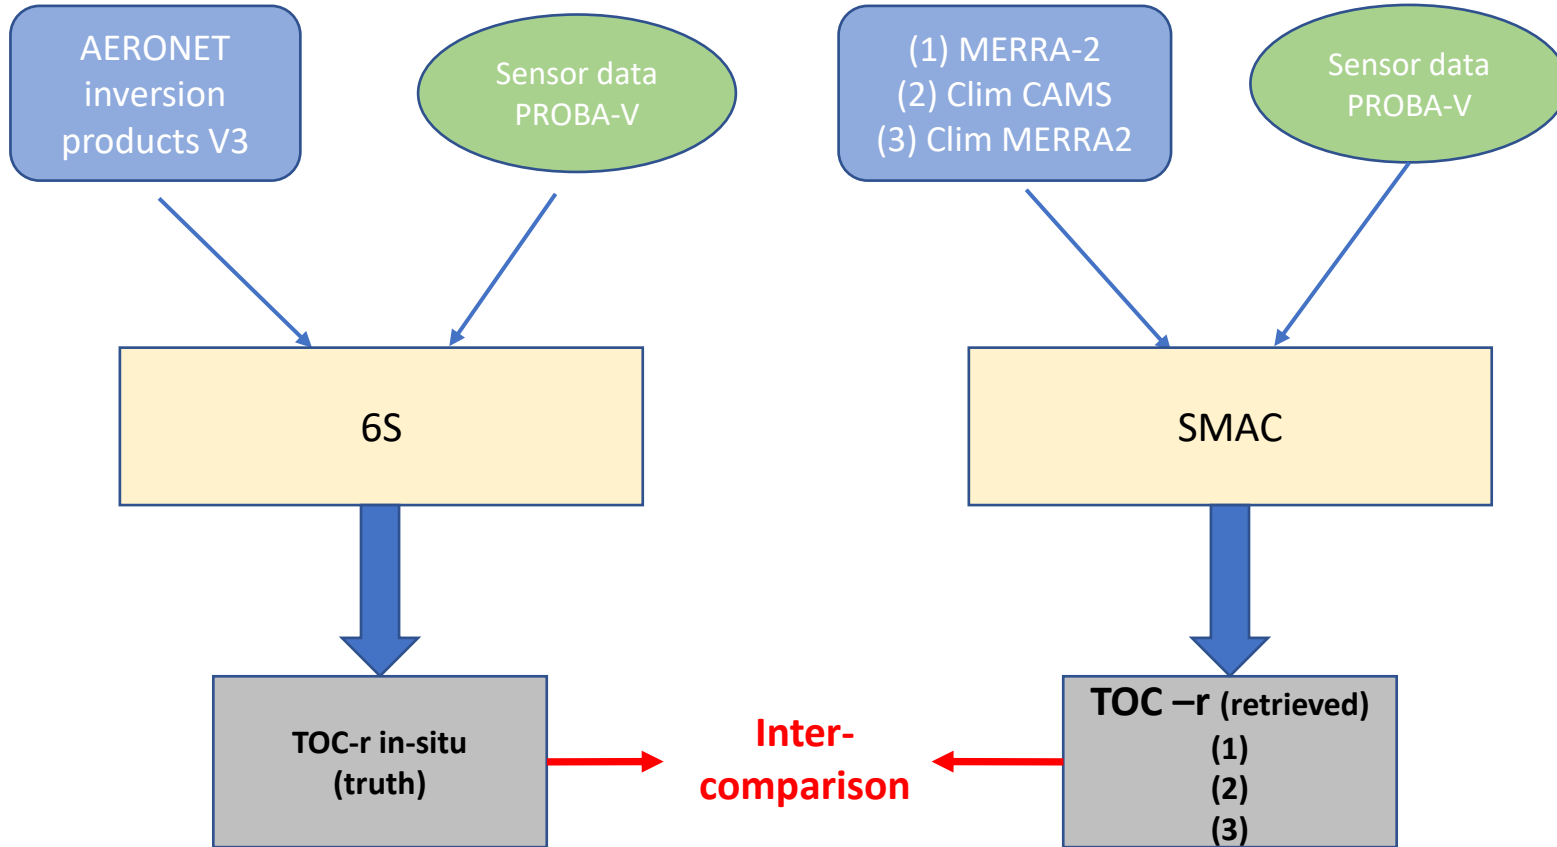 AERONET
inversion
products V3
Sensor data
PROBA-V
(1) MERRA-2
(2) Clim CAMS
(3) Clim MERRA2
Sensor data
PROBA-V
6S
SMAC
TOC-r in-situ
(truth)
Inter-
comparison
TOC –r (retrieved)
(1)
(2)
(3)